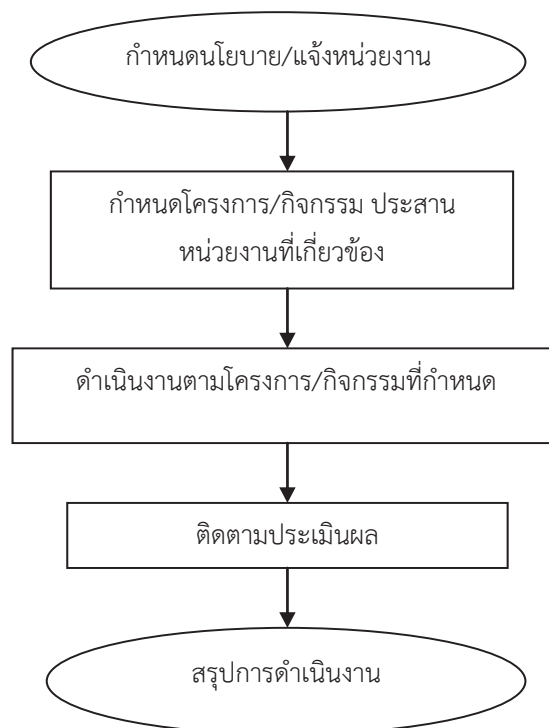 กำหนดนโยบาย/แจ้งหน่วยงาน
กำหนดโครงการ/กิจกรรม ประสาน
หน่วยงานที่เกี่ยวข้อง
ดำเนินงานตามโครงการ/กิจกรรมที่กำหนด
ติดตามประเมินผล
สรุปการดำเนินงาน